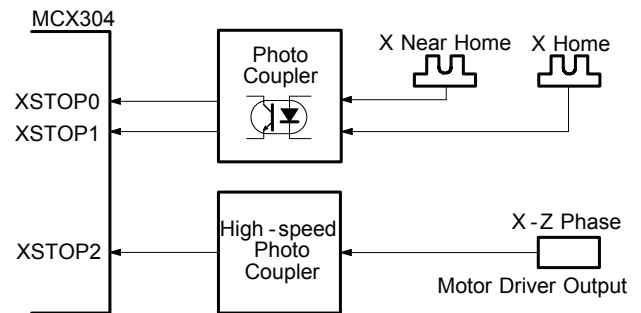 MCX304
Photo
Coupler
X Near Home
X Home
XSTOP0
XSTOP1
High-speed
Photo
Coupler
XSTOP2
X-Z Phase
Motor Driver Output